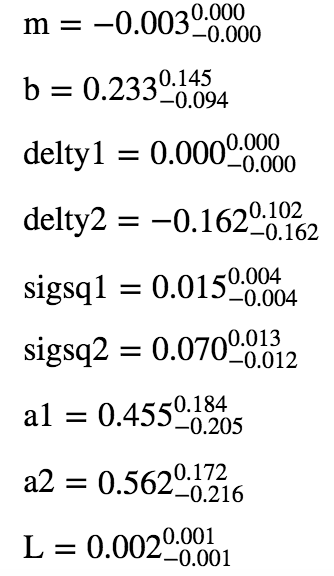 m = −0.003^{0.000}_{−0.000}
b = 0.233^{0.145}_{−0.094}
delty1 = 0.000^{0.000}_{−0.000}
delty2 = −0.162^{0.102}_{−0.162}
sigsq1 = 0.015^{0.004}_{−0.004}
sigsq2 = 0.070^{0.013}_{−0.012}
a1 = 0.455^{0.184}_{−0.205}
a2 = 0.562^{0.172}_{−0.216}
L = 0.002^{0.001}_{−0.001}